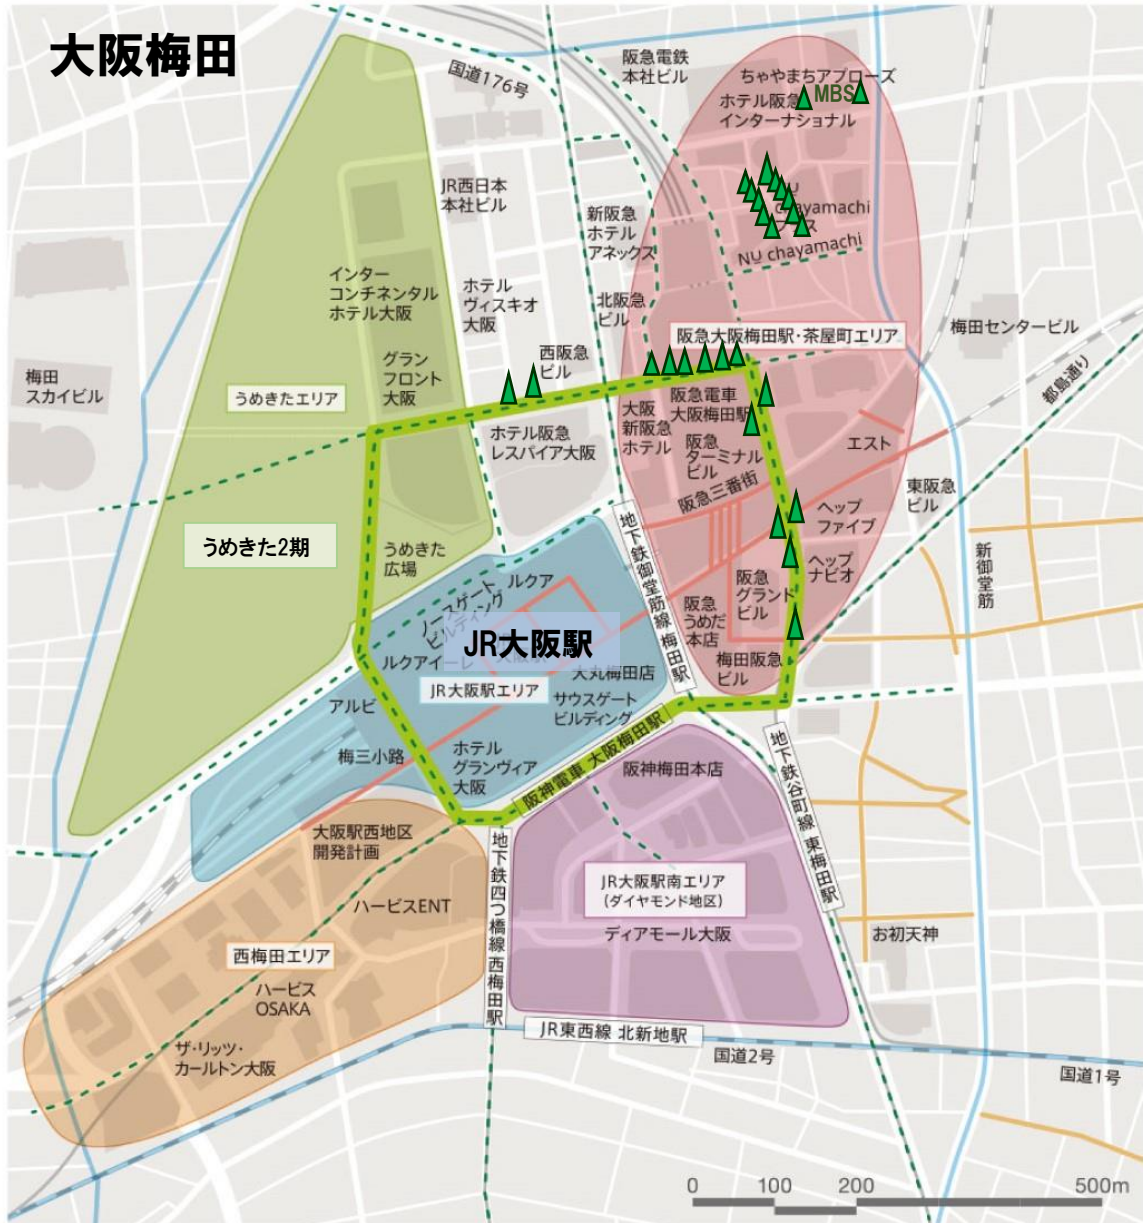 大阪梅田
国道176号
阪急電鉄
本社ビル
ちゃやまちアプローズ
ホテル阪急
インターナショナル
MBS
JR西日本
本社ビル
新阪急
ホテル
アネックス
NU
chayamachi
プラス
NU chayamachi
インター
コンチネンタル
ホテル大阪
ホテル
ヴィスキオ
大阪
北阪急
ビル
阪急大阪梅田駅・茶屋町エリア
梅田センタービル
梅田
スカイビル
グラン
フロント
大阪
西阪急
ビル
うめきたエリア
都島通り
阪急電車
大阪梅田駅
大阪
新阪急
ホテル
ホテル阪急
レスパイア大阪
阪急
ターミナル
ビル
エスト
阪急三番街
東阪急
ビル
ヘップ
ファイブ
うめきた2期
うめきた
広場
地下鉄御堂筋線 梅田駅
新御堂筋
ヘップ
ナビオ
ノースゲート
ビルディング
ルクア
阪急
グランド
ビル
阪急
うめだ
本店
JR大阪駅
ルクアイーレ
大丸梅田店
梅田阪急
ビル
JR大阪駅エリア
サウスゲート
ビルディング
アルビ
梅三小路
ホテル
グランヴィア
大阪
阪神電車 大阪梅田駅
阪神梅田本店
地下鉄谷町線 東梅田駅
大阪駅西地区
開発計画
地下鉄四つ橋線 西梅田駅
JR大阪駅南エリア
(ダイヤモンド地区)
ハービスENT
ディアモール大阪
お初天神
西梅田エリア
ハービス
OSAKA
JR東西線 北新地駅
ザ・リッツ・
カールトン大阪
国道2号
国道1号
0 100 200 500m